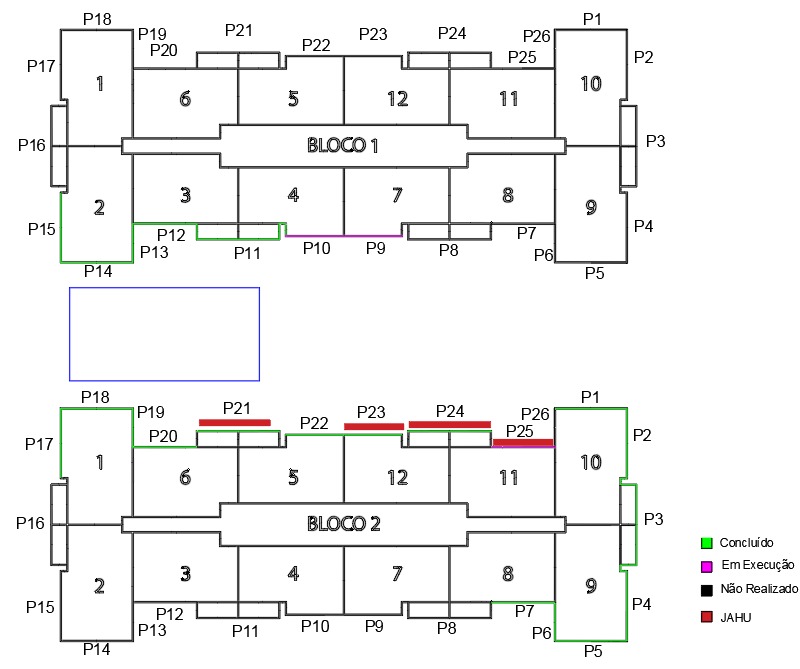 P18 P1
P19 P21 P23 P24 P26
P20 P22 P25 P2
P17 1 10
6 5 12 11
P16 BLOCO 1 P3
3 4 7 8
2 9
P15 P12 P7 P4
P13 P11 P10 P9 P8 P6
P14 P5
P18 P1
P19 P21 P23 P24 P26
P20 P22 P25 P2
P17 1 10
6 5 12 11
P16 BLOCO 2 P3
Concluído
Em Execução
3 4 7 8
2 9
Não Realizado
P15 P12 P7 P4
JAHU
P13 P11 P10 P9 P8 P6
P14 P5